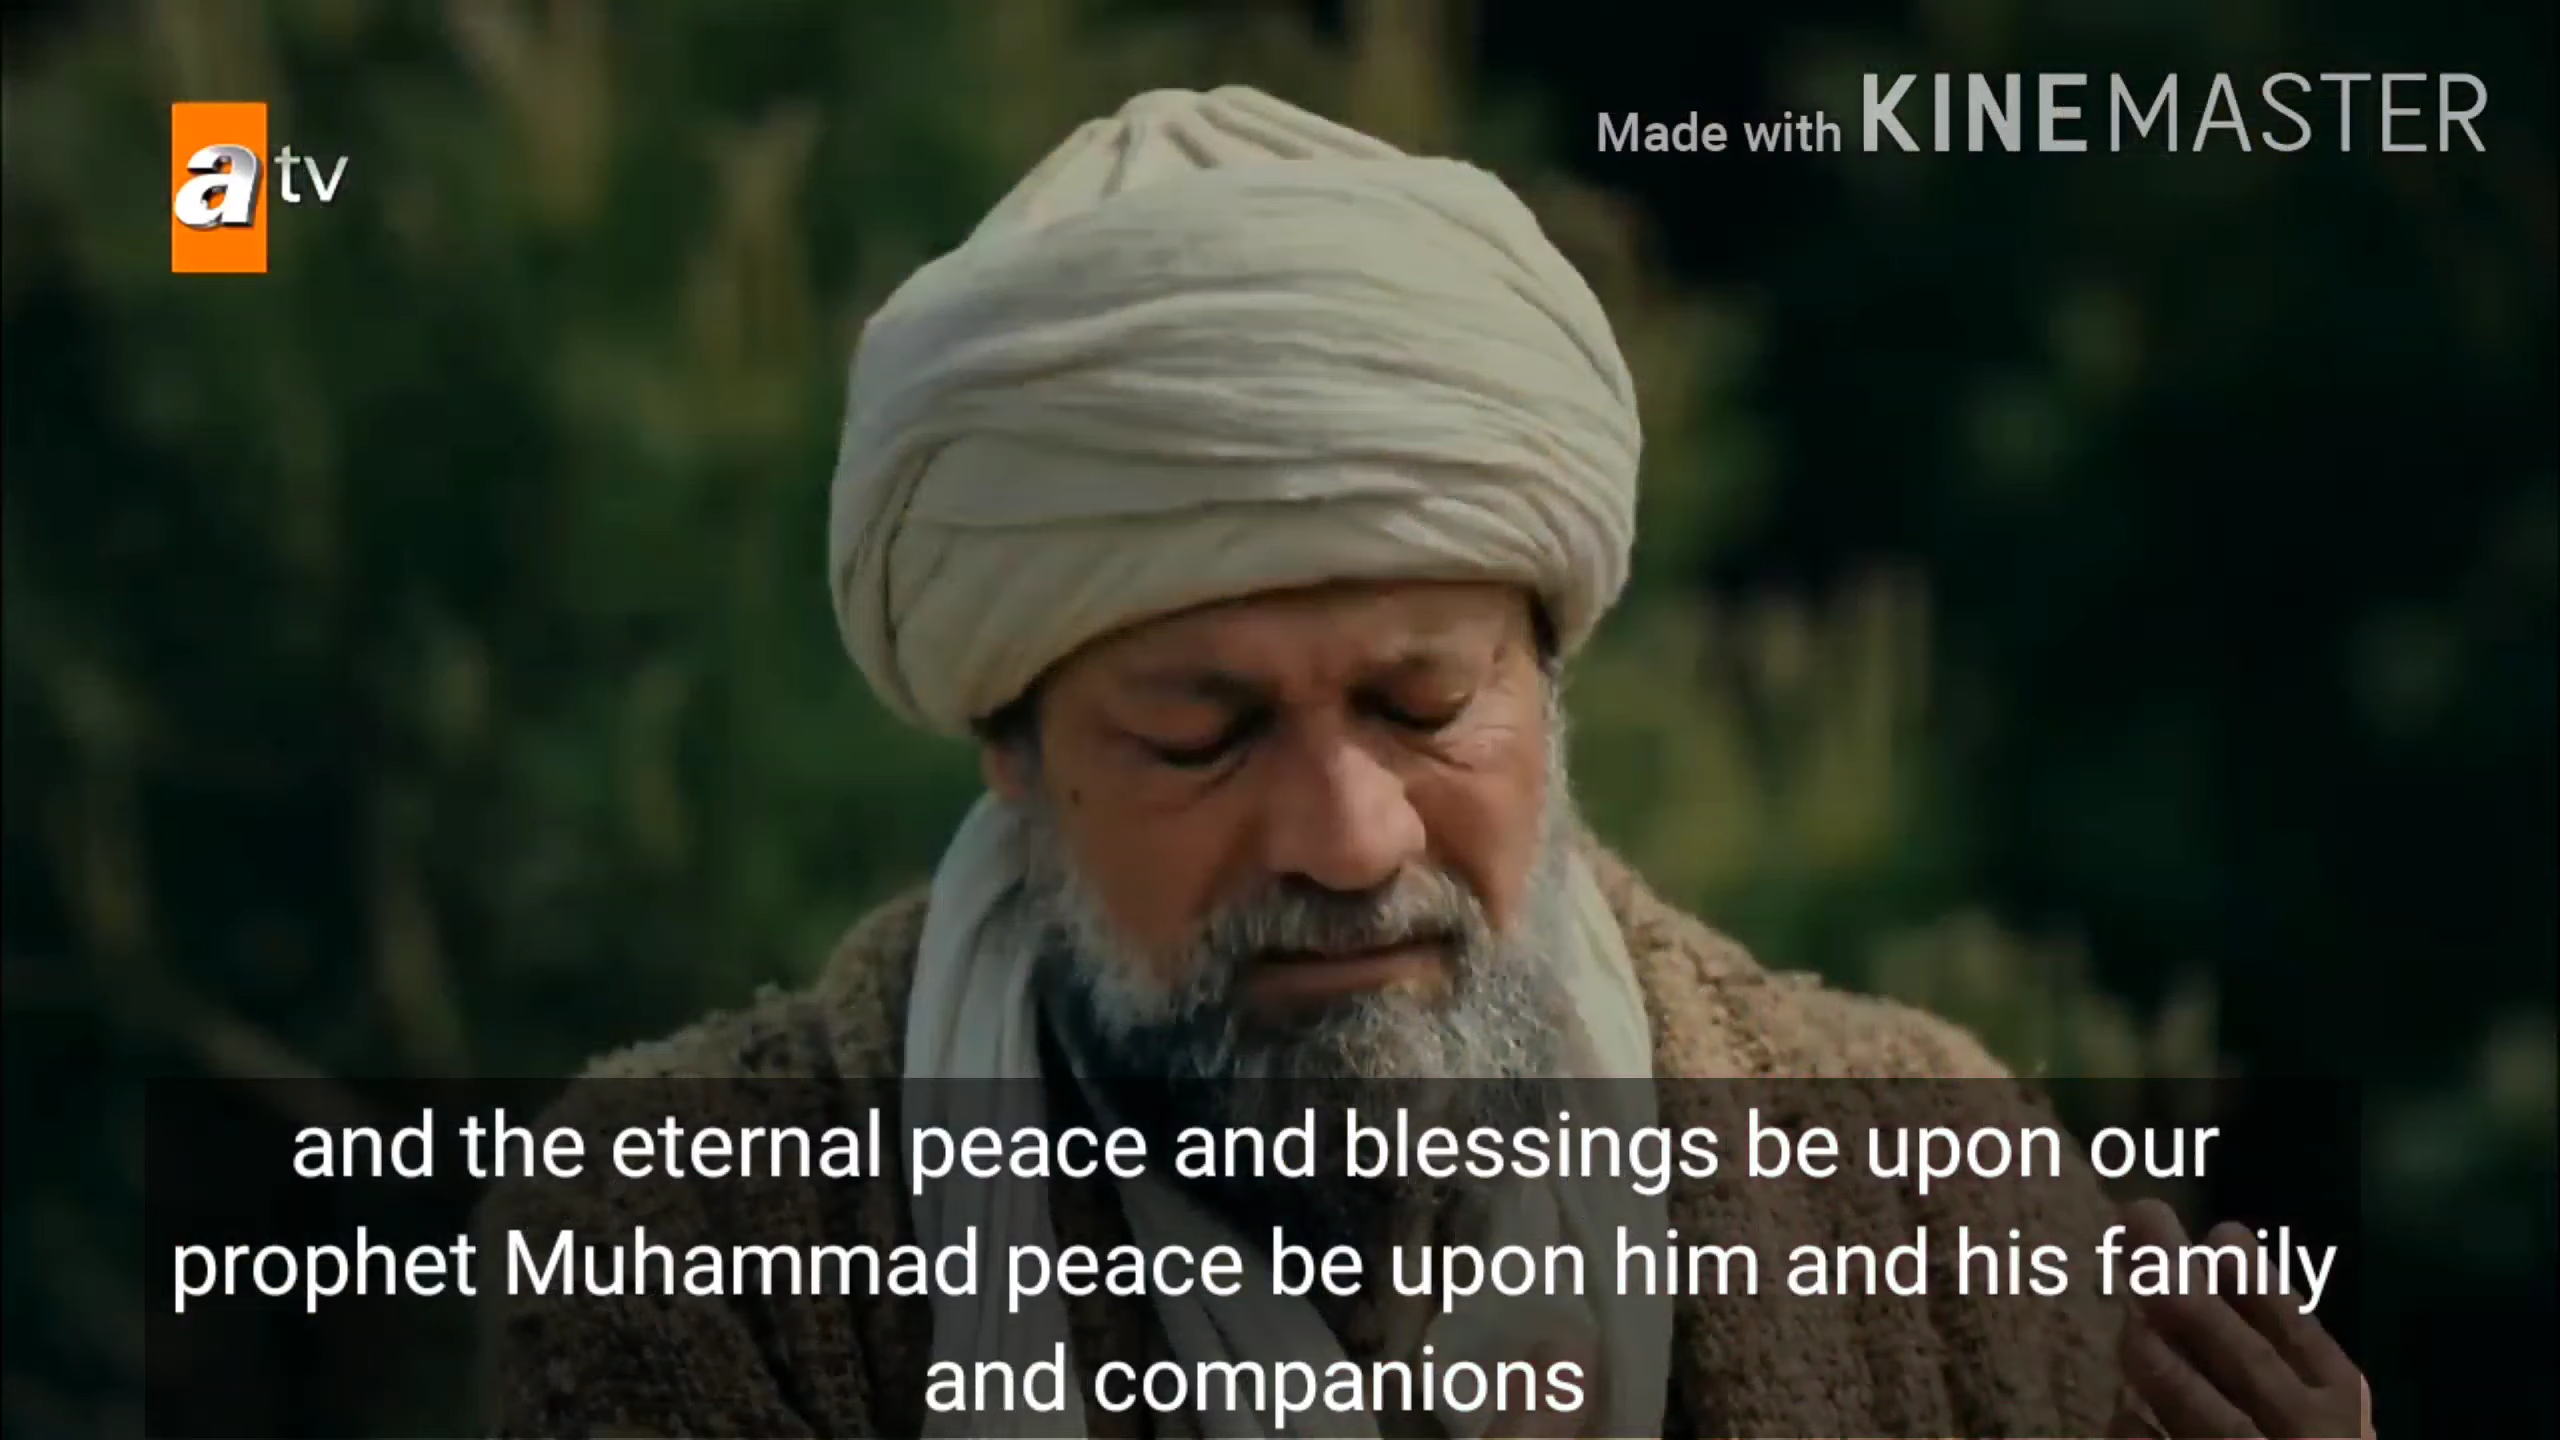 a tv
Made with KINEMASTER
and the eternal peace and blessings be upon our
prophet Muhammad peace be upon him and his family
and companions